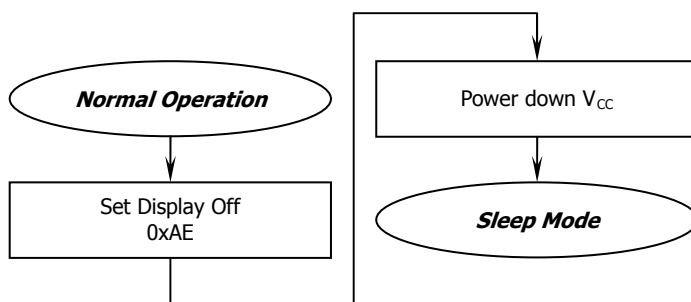 Normal Operation
Set Display Off
0xAE
Power down VCC
Sleep Mode